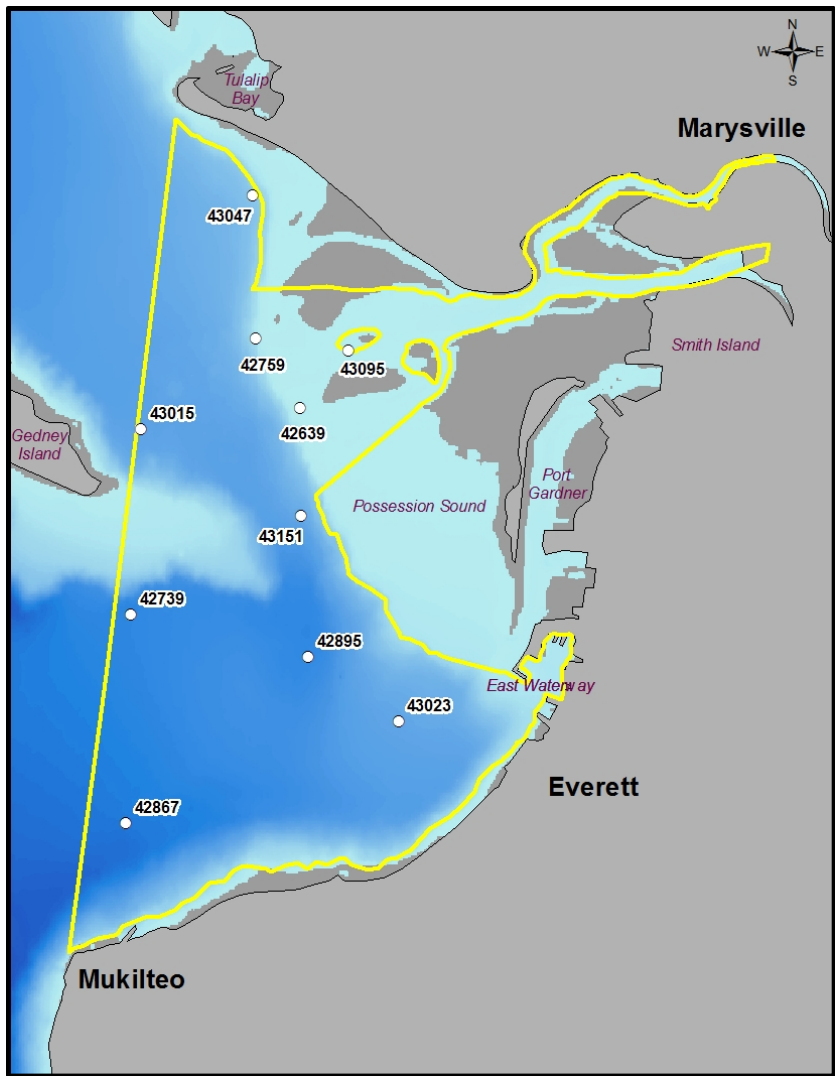 N
W E
S
Tulalip
Bay
Marysville
43047
Smith Island
42759
43095
43015
42639
Gedney
Island
Port
Gardner
Possession Sound
43151
42739
42895
East Waterway
43023
Everett
42867
Mukilteo